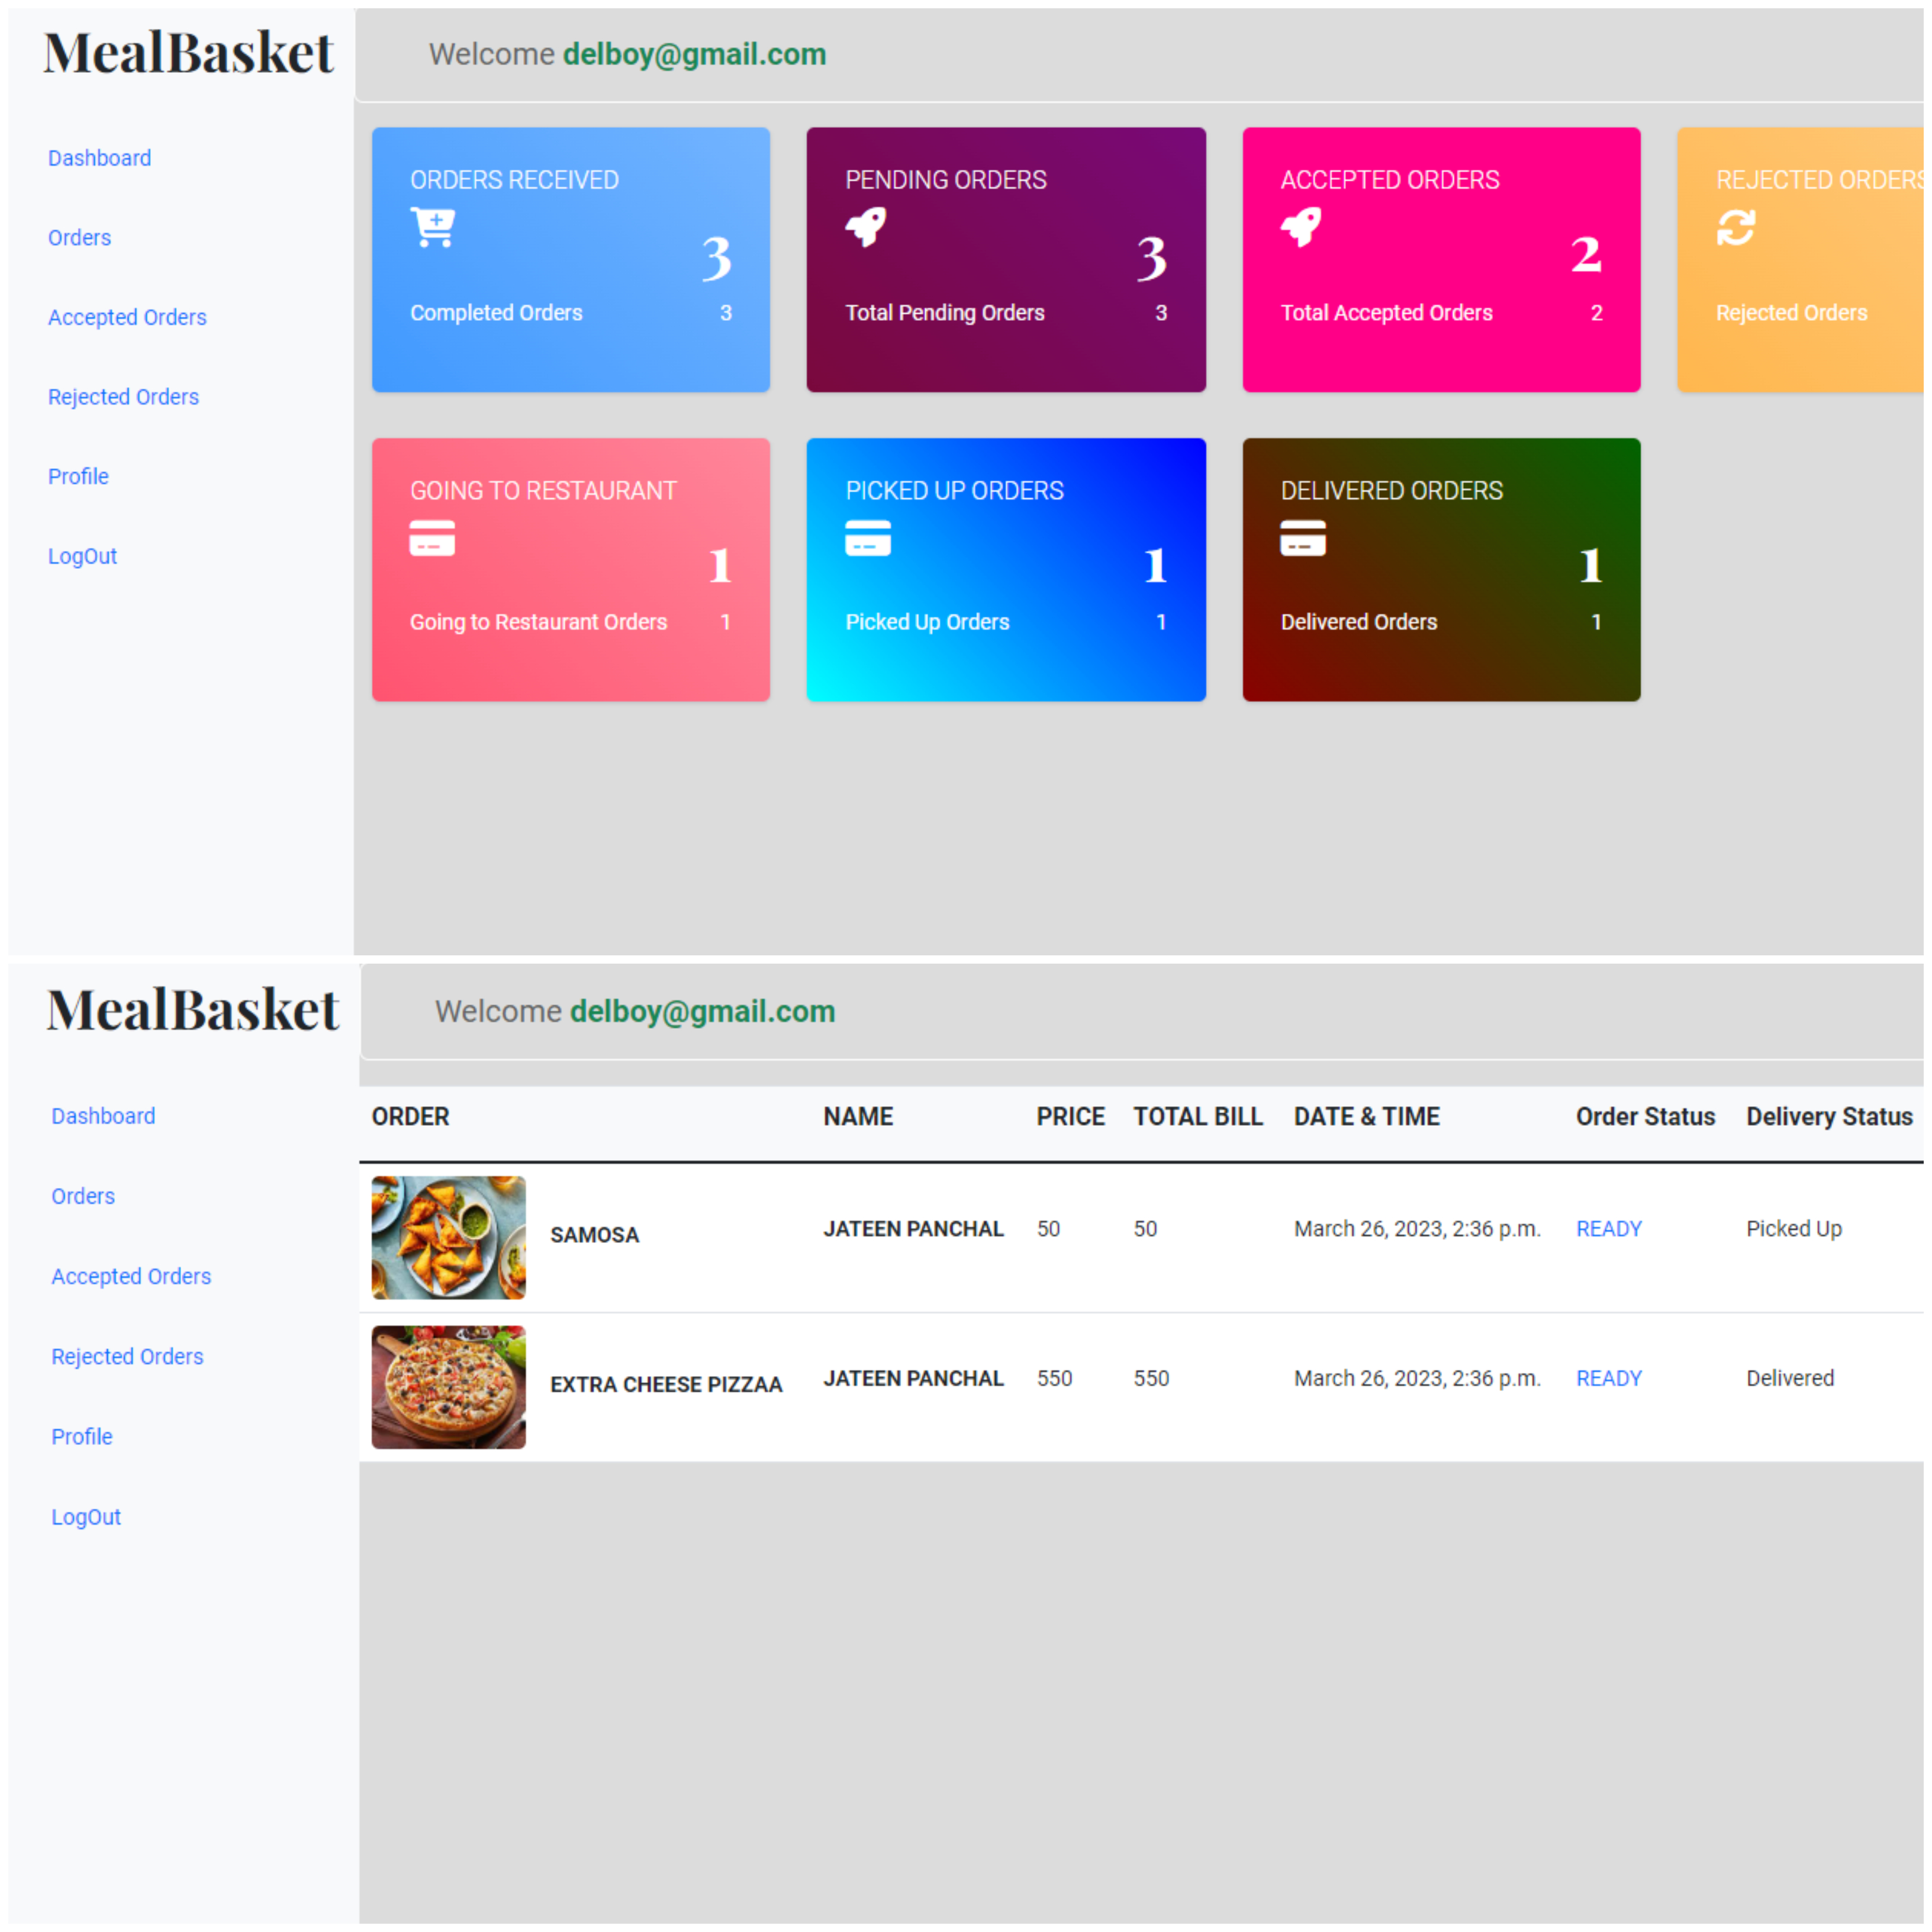 MealBasket
Welcome delboy@gmail.com
Dashboard
Orders
Accepted Orders
Rejected Orders
Profile
LogOut
ORDERS RECEIVED
3
Completed Orders 3
PENDING ORDERS
3
Total Pending Orders 3
ACCEPTED ORDERS
2
Total Accepted Orders 2
REJECTED ORDERS
Rejected Orders
GOING TO RESTAURANT
1
Going to Restaurant Orders 1
PICKED UP ORDERS
1
Picked Up Orders 1
DELIVERED ORDERS
1
Delivered Orders 1
MealBasket
Welcome delboy@gmail.com
Dashboard
Orders
Accepted Orders
Rejected Orders
Profile
LogOut
ORDER NAME PRICE TOTAL BILL DATE & TIME Order Status Delivery Status
SAMOSA JATEEN PANCHAL 50 50 March 26, 2023, 2:36 p.m. READY Picked Up
EXTRA CHEESE PIZZAA JATEEN PANCHAL 550 550 March 26, 2023, 2:36 p.m. READY Delivered